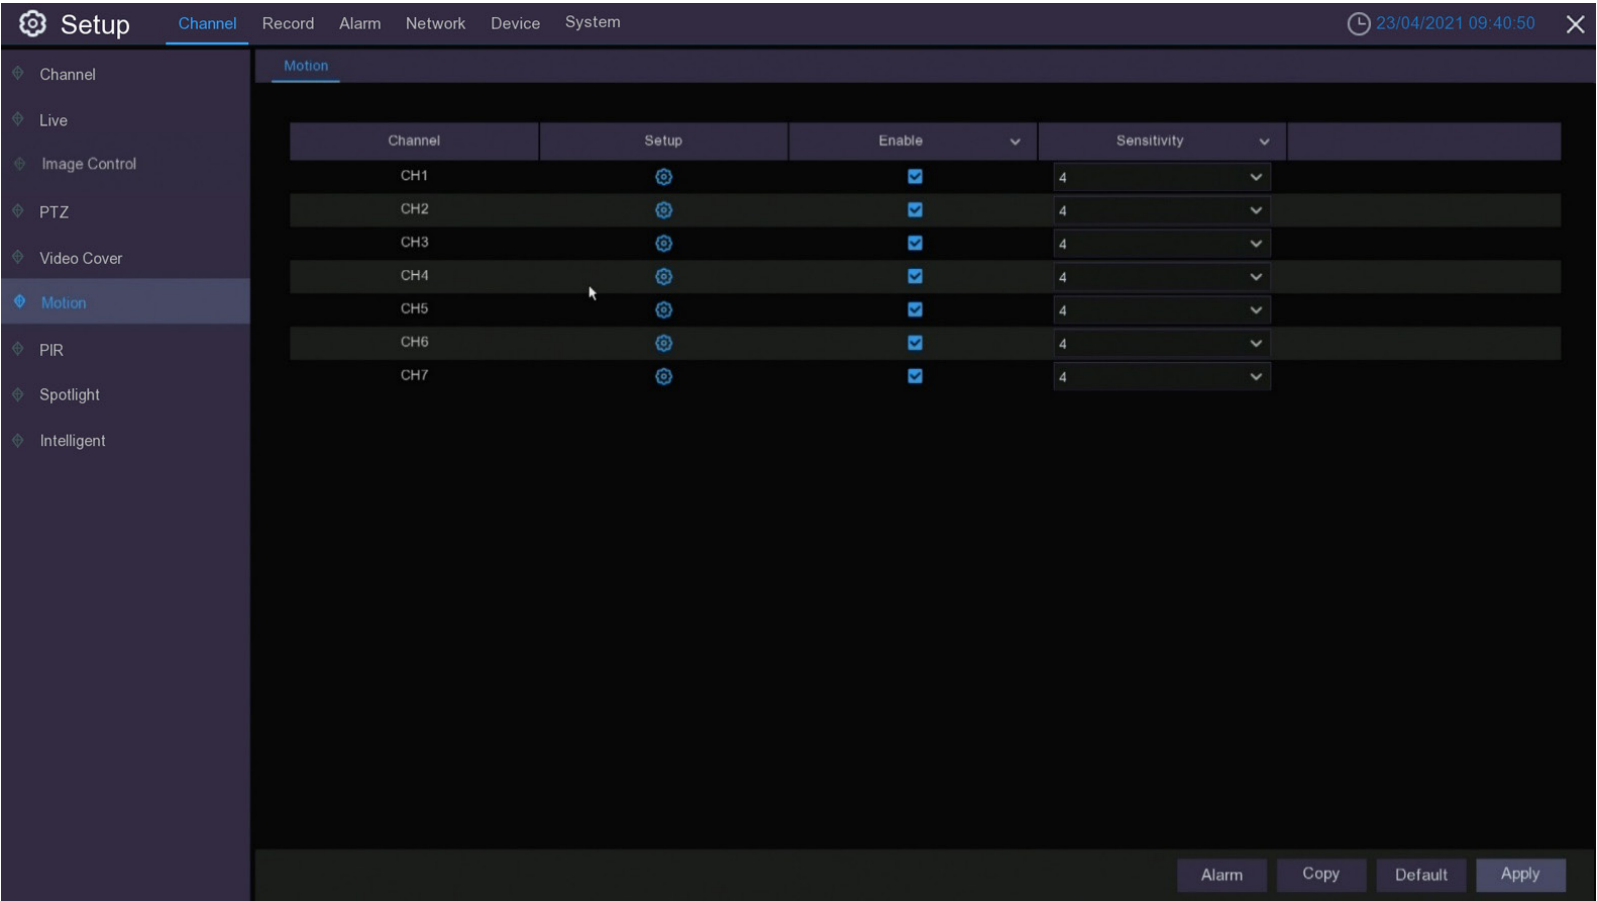 Setup Channel Record Alarm Network Device System 23/04/2021 09:40:50
Channel
Live
Image Control
PTZ
Video Cover
Motion
PIR
Spotlight
Intelligent
Motion
Channel Setup Enable Sensitivity
CH1 4
CH2 4
CH3 4
CH4 4
CH5 4
CH6 4
CH7 4
Alarm Copy Default Apply